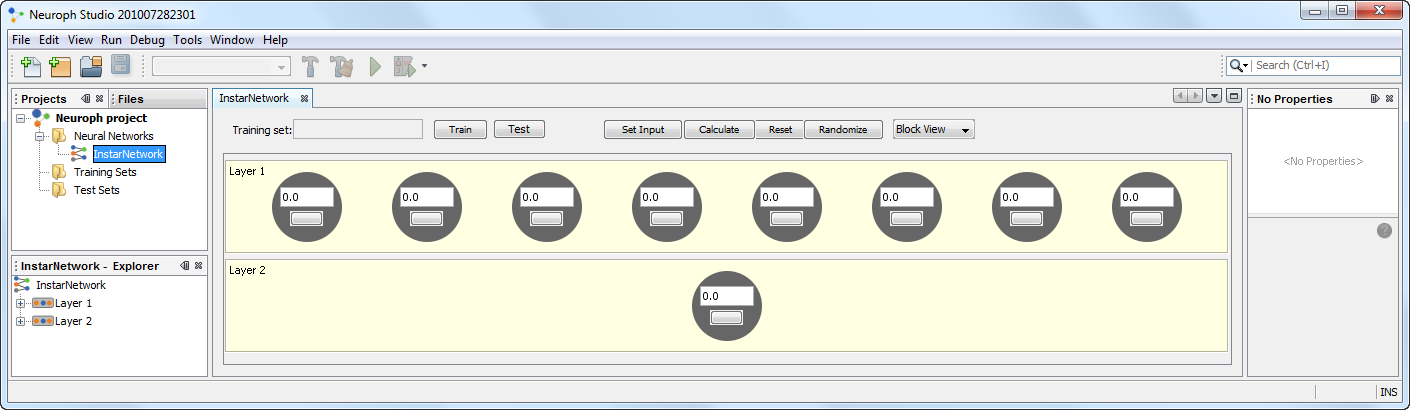 Neuroph Studio 201007282301
File Edit View Run Debug Tools Window Help
Search (Ctrl+I)
Projects Files
Neuroph project
Neural Networks
InstarNetwork
Training Sets
Test Sets
InstarNetwork - Explorer
InstarNetwork
Layer 1
Layer 2
InstarNetwork
Training set: Train Test Set Input Calculate Reset Randomize Block View
Layer 1
0.0 0.0 0.0 0.0 0.0 0.0 0.0 0.0
Layer 2
0.0
No Properties
<No Properties>
?
INS